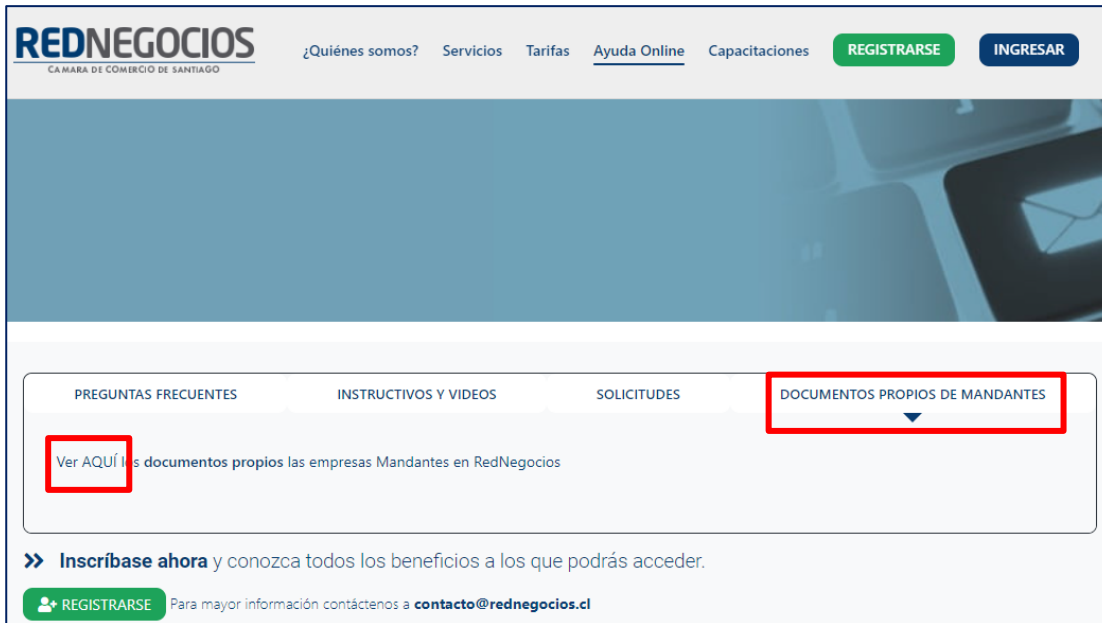 REDNEGOCIOS
CAMARA DE COMERCIO DE SANTIAGO
¿Quiénes somos? Servicios Tarifas Ayuda Online Capacitaciones REGISTRARSE INGRESAR
PREGUNTAS FRECUENTES INSTRUCTIVOS Y VIDEOS SOLICITUDES DOCUMENTOS PROPIOS DE MANDANTES
Ver AQUÍ los documentos propios las empresas Mandantes en RedNegocios
Inscríbase ahora y conozca todos los beneficios a los que podrás acceder.
REGISTRARSE Para mayor información contáctenos a contacto@rednegocios.cl